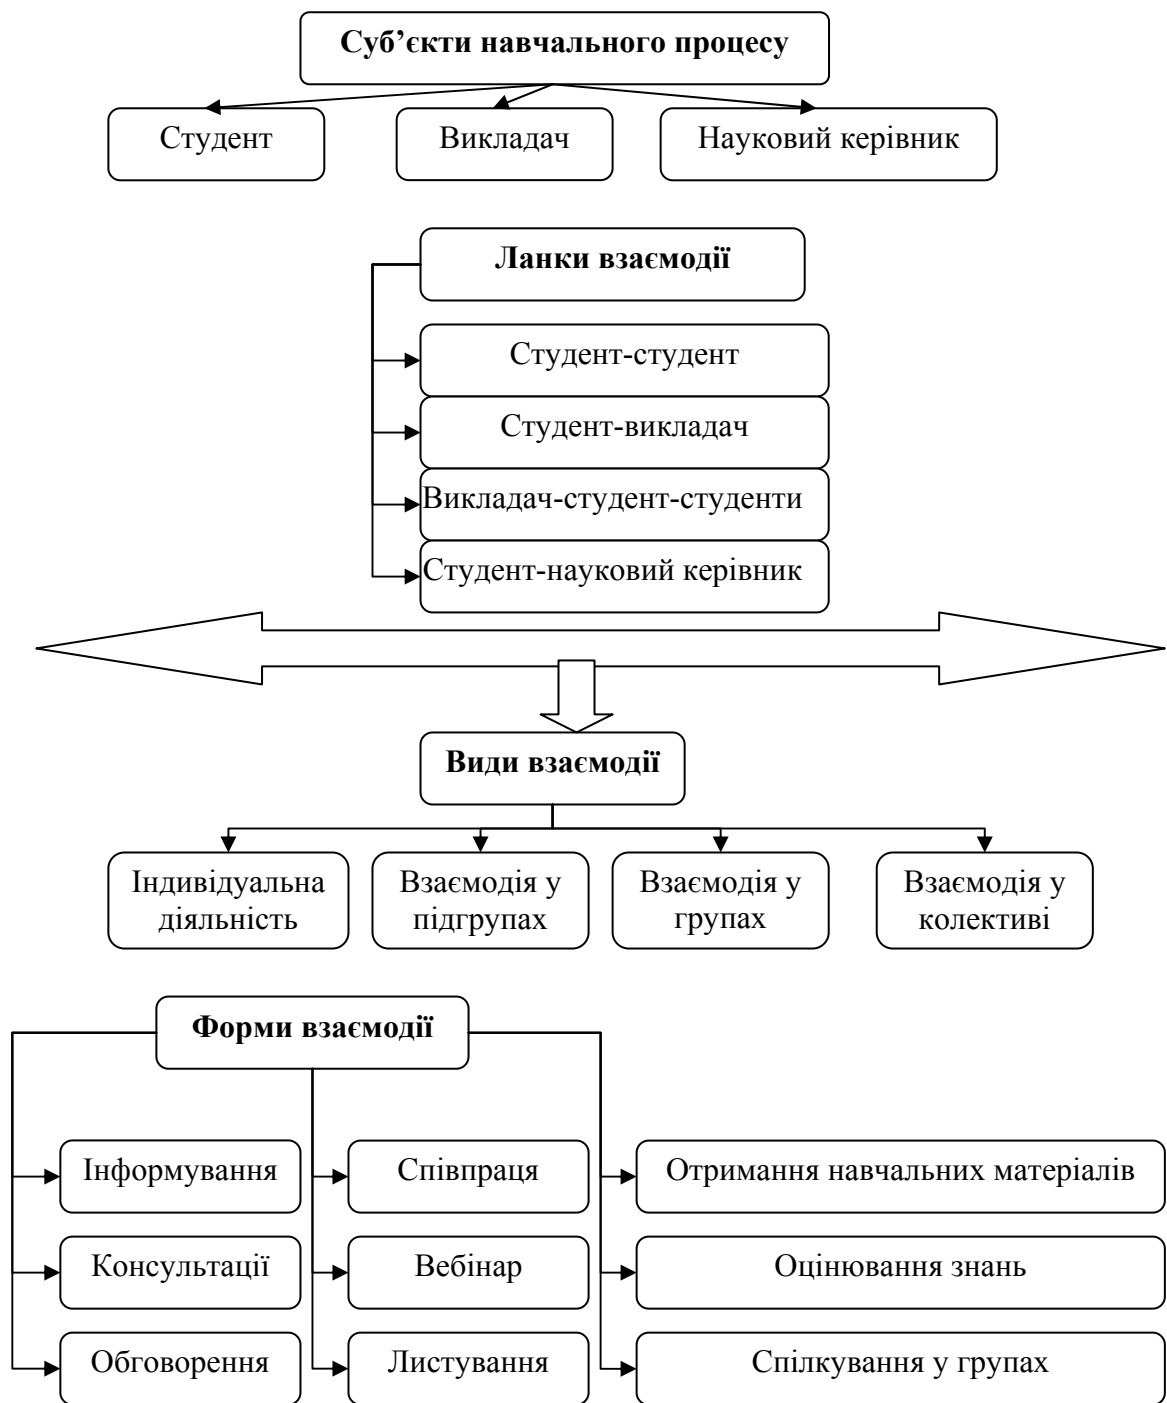 Суб’єкти навчального процесу
Студент
Викладач
Науковий керівник
Ланки взаємодії
Студент-студент
Студент-викладач
Викладач-студент-студенти
Студент-науковий керівник
Види взаємодії
Індивідуальна
діяльність
Взаємодія у
підгрупах
Взаємодія у
групах
Взаємодія у
колективі
Форми взаємодії
Інформування
Співпраця
Отримання навчальних матеріалів
Консультації
Вебінар
Оцінювання знань
Обговорення
Листування
Спілкування у групах